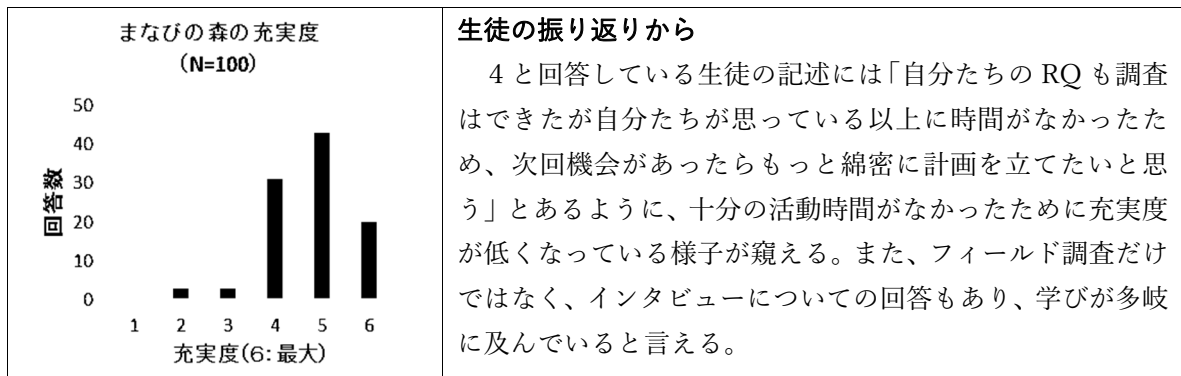 まなびの森の充実度
(N=100)
50
40
30
20
10
0
回答数
1 2 3 4 5 6
充実度(6:最大)
生徒の振り返りから
４と回答している生徒の記述には「自分たちの RQ も調査
はできたが自分たちが思っている以上に時間がなかったた
め、次回機会があったらもっと綿密に計画を立てたいと思
う」とあるように、十分の活動時間がなかったために充実度
が低くなっている様子が窺える。また、フィールド調査だけ
ではなく、インタビューについての回答もあり、学びが多岐
に及んでいると言える。